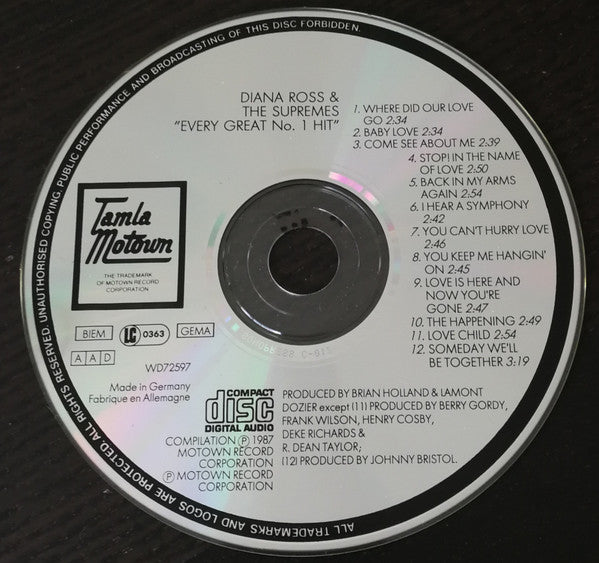 ALL TRADEMARKS AND LOGOS ARE PROTECTED ALL RIGHTS RESERVED. UNAUTHORISED COPYING. PUBLIC PERFORMANCE AND BROADCASTING OF THIS DISC FORBIDDEN.
DIANA ROSS &
THE SUPREMES
"EVERY GREAT No. 1 HIT"
1. WHERE DID OUR LOVE
GO 2:34
2. BABY LOVE 2:34
3. COME SEE ABOUT ME 2:39
4. STOP! IN THE NAME
OF LOVE 2:50
5. BACK IN MY ARMS
AGAIN 2:54
6. I HEAR A SYMPHONY
2:42
7. YOU CAN'T HURRY LOVE
2:46
8. YOU KEEP ME HANGIN'
ON 2:45
9. LOVE IS HERE AND
NOW YOU'RE
GONE 2:47
10. THE HAPPENING 2:49
11. LOVE CHILD 2:54
12. SOMEDAY WE'LL
BE TOGETHER 3:19
Tamla
Motown
THE TRADEMARK
OF MOTOWN RECORD
CORPORATION
BIEM LC 0363 GEMA
A A D
WD72597
Made in Germany
Fabrique en Allemagne
COMPACT
disc
DIGITAL AUDIO
COMPILATION ℗ 1987
MOTOWN RECORD
CORPORATION
℗ MOTOWN RECORD
CORPORATION
PRODUCED BY BRIAN HOLLAND & LAMONT
DOZIER except (11) PRODUCED BY BERRY GORDY,
FRANK WILSON, HENRY COSBY,
DEKE RICHARDS &
R. DEAN TAYLOR;
(12) PRODUCED BY JOHNNY BRISTOL.